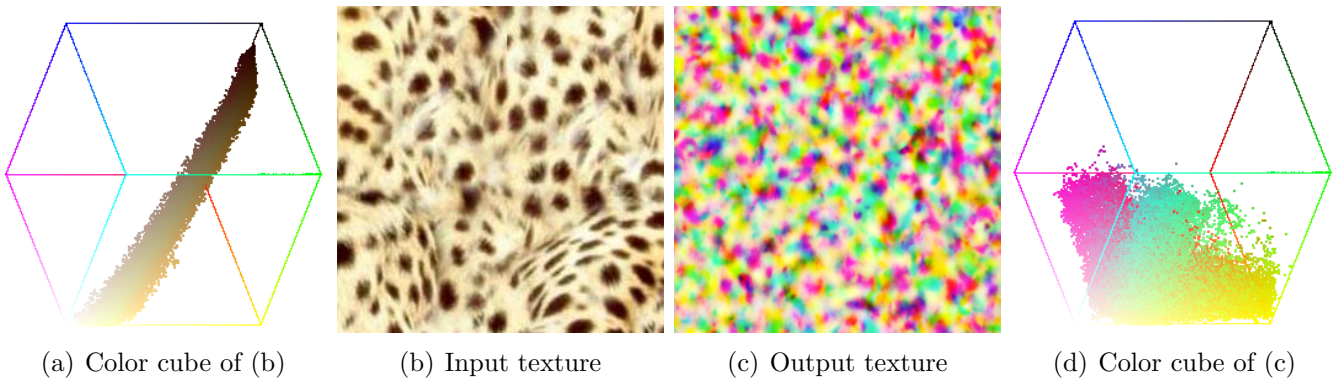 (a) Color cube of (b)
(b) Input texture
(c) Output texture
(d) Color cube of (c)